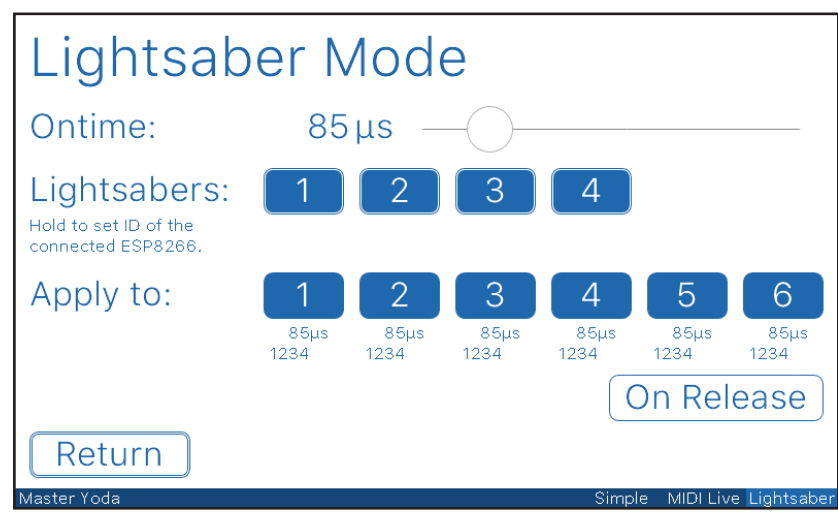 Lightsaber Mode
Ontime: 85 µs
Lightsabers: 1 2 3 4
Hold to set ID of the
connected ESP8266.
Apply to: 1 2 3 4 5 6
85µs 85µs 85µs 85µs 85µs 85µs
1234 1234 1234 1234 1234 1234
On Release
Return
Master Yoda Simple MIDI Live Lightsaber